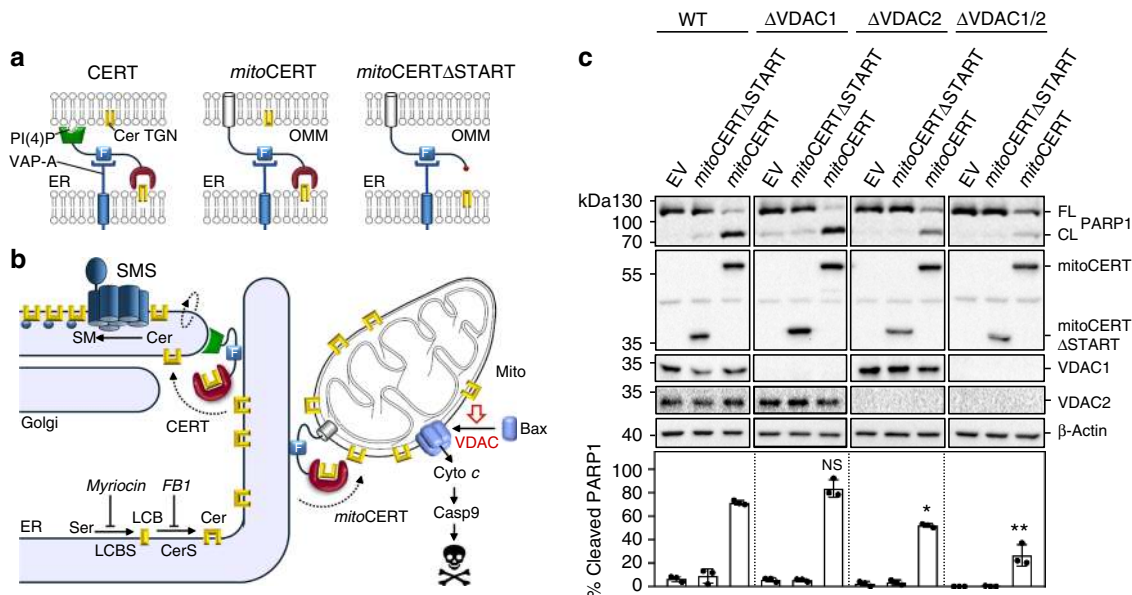 a
CERT
mitoCERT
mitoCERTΔSTART
PI(4)P
Cer TGN
OMM
OMM
VAP-A
F
F
F
ER
ER
ER
b
SMS
SM
Cer
F
Golgi
CERT
Mito
VDAC
Bax
F
Cyto c
mitoCERT
Casp9
Myriocin
FB1
ER
Ser
LCB
Cer
LCBS
CerS
c
WT
ΔVDAC1
ΔVDAC2
ΔVDAC1/2
EV
mitoCERTΔSTART
mitoCERT
EV
mitoCERTΔSTART
mitoCERT
EV
mitoCERTΔSTART
mitoCERT
EV
mitoCERTΔSTART
mitoCERT
kDa
130
100
70
FL
CL
PARP1
55
35
mitoCERT
mitoCERT
ΔSTART
35
VDAC1
35
VDAC2
40
β-Actin
% Cleaved PARP1
100
80
60
40
20
0
NS
*
**